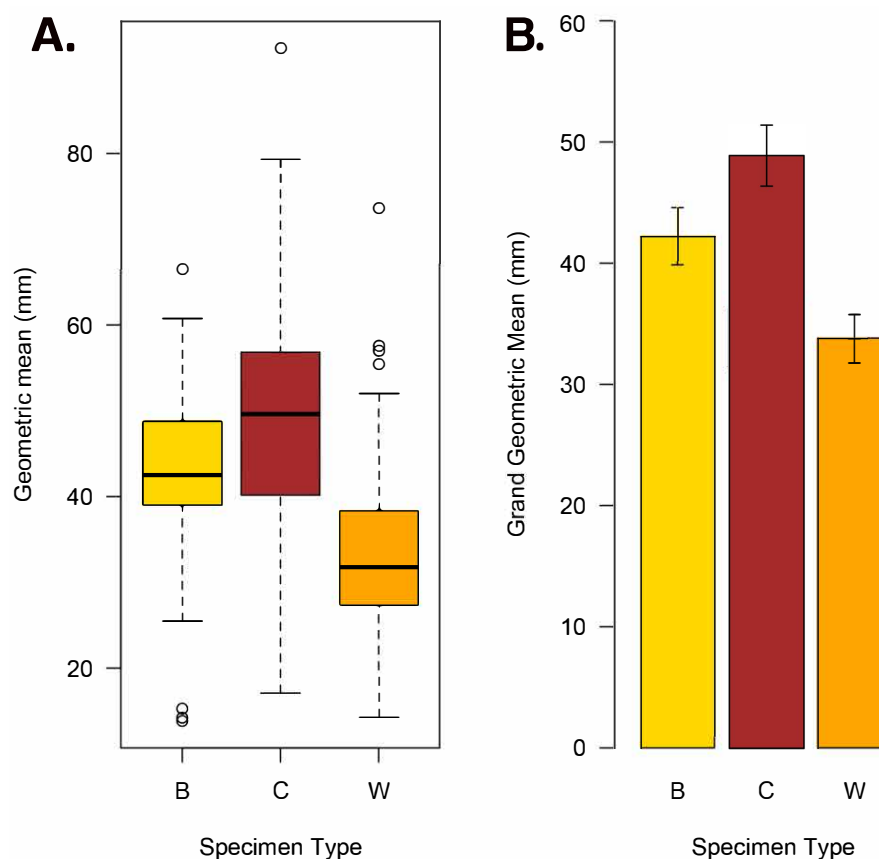 A.
Geometric mean (mm)
80
60
40
20
B C W
Specimen Type
B.
Grand Geometric Mean (mm)
60
50
40
30
20
10
0
B C W
Specimen Type